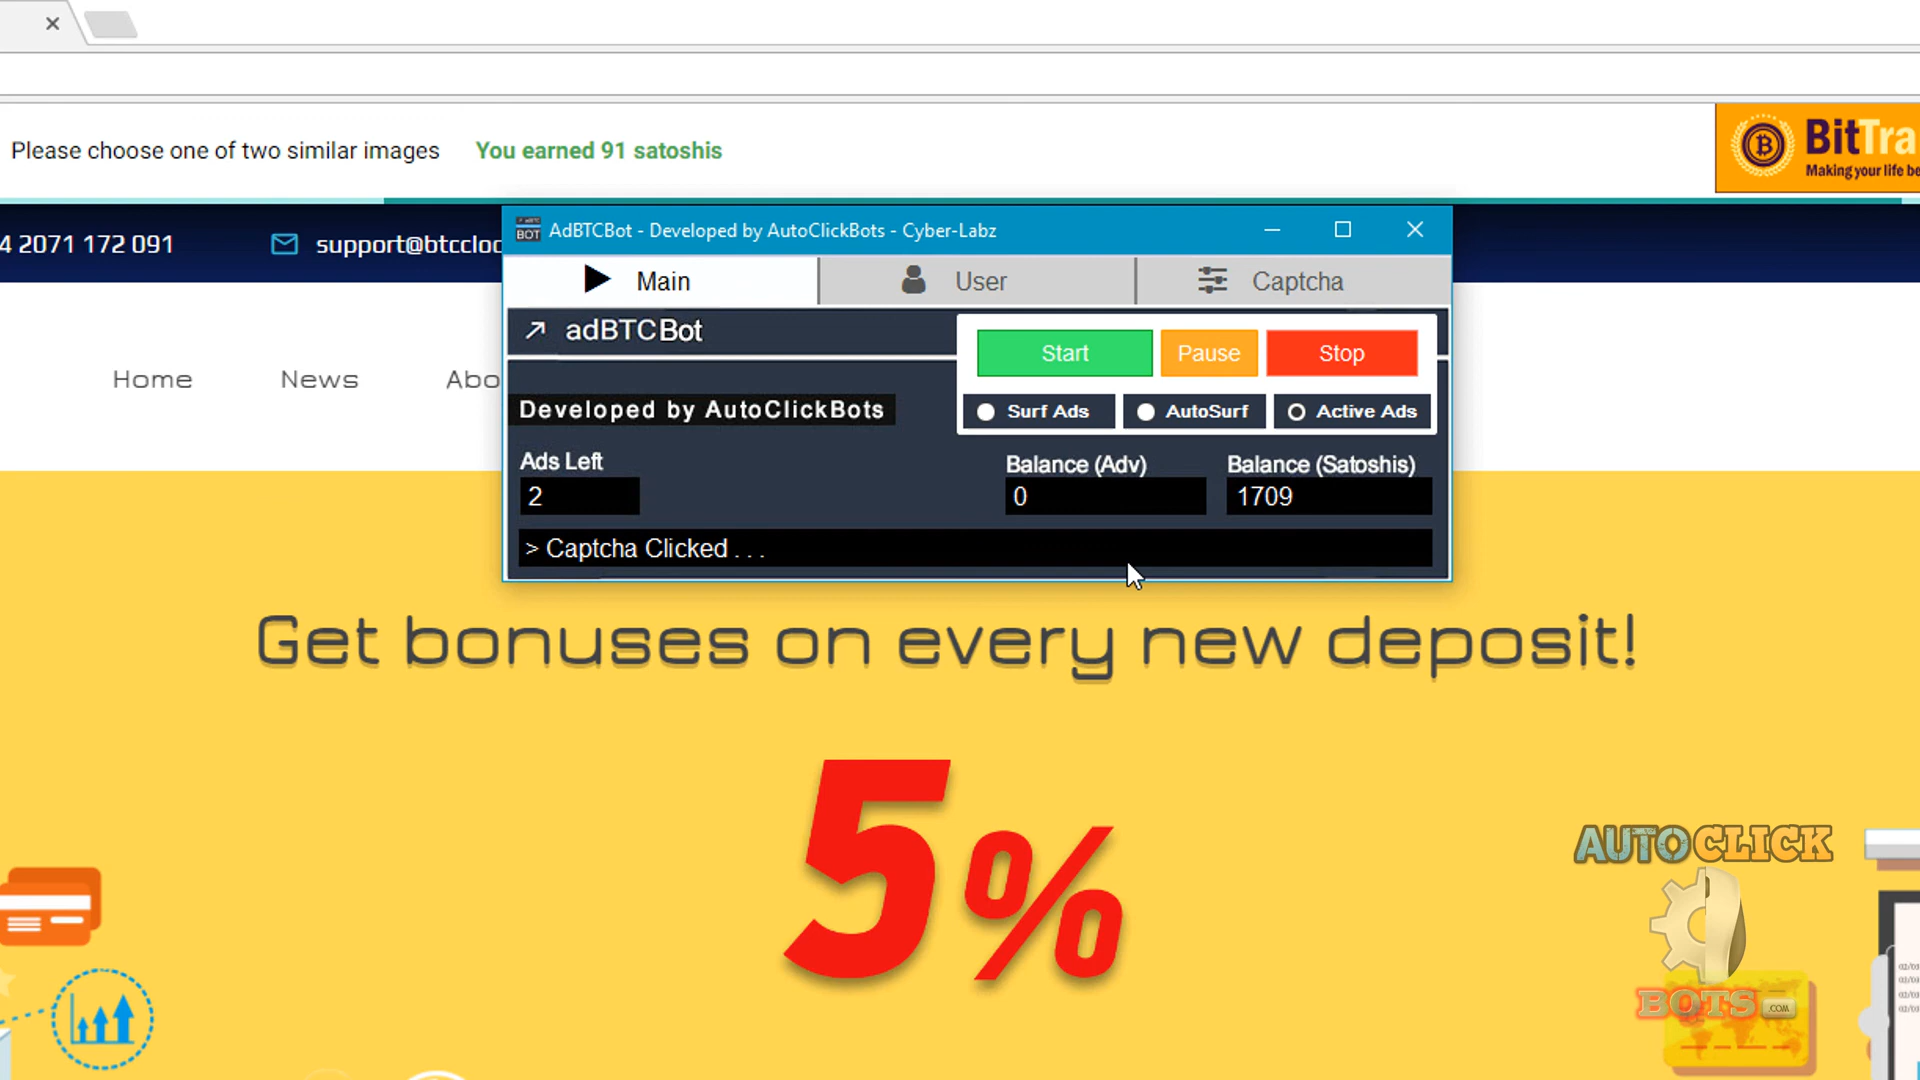 Please choose one of two similar images
You earned 91 satoshis
BitTra
Making your life be
4 2071 172 091
support@btccloc
BOT
AdBTCBot - Developed by AutoClickBots - Cyber-Labz
Main
User
Captcha
adBTCBot
Start
Pause
Stop
Home
News
Abo
Developed by AutoClickBots
Surf Ads
AutoSurf
Active Ads
Ads Left
Balance (Adv)
Balance (Satoshis)
2
0
1709
> Captcha Clicked . . .
Get bonuses on every new deposit!
5%
AUTOCLICK
BOTS.COM